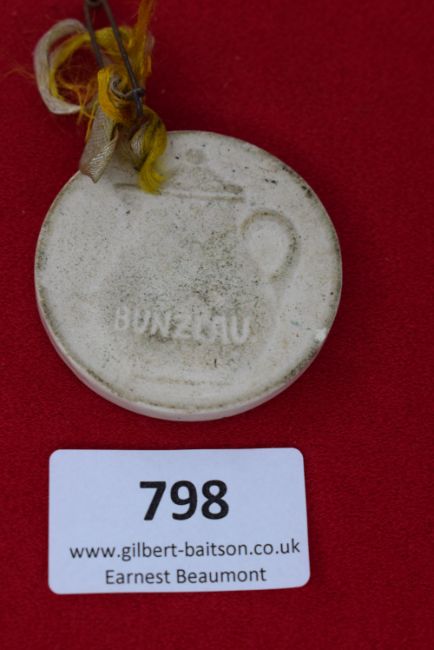 BUNZLAU
798
www.gilbert-baitson.co.uk
Earnest Beaumont